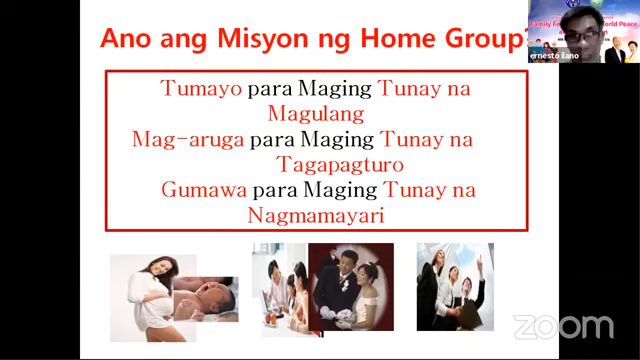 Ano ang Misyon ng Home Group?
Tumayo para Maging Tunay na
Magulang
Mag-aruga para Maging Tunay na
Tagapagturo
Gumawa para Maging Tunay na
Nagmamayari
ernesto ilano
zoom